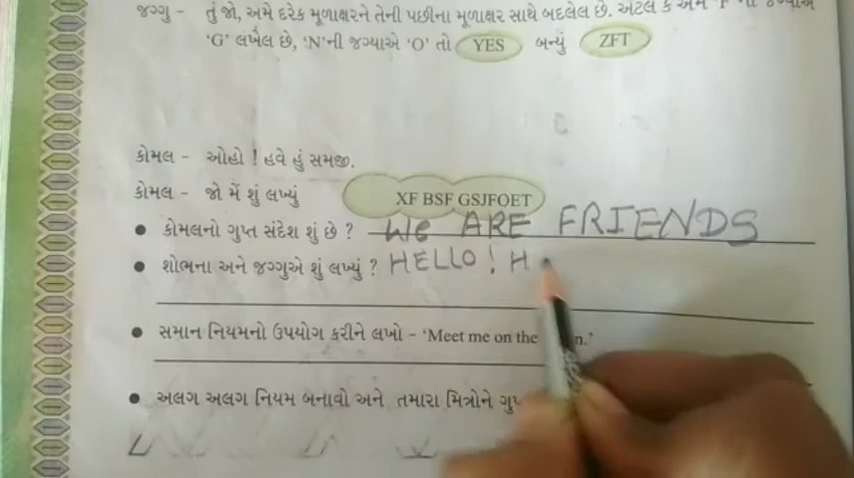 જગ્ગુ - તું જો, અમે દરેક મૂળાક્ષરને તેની પછીના મૂળાક્ષર સાથે બદલેલ છે. એટલે કે અમે 'F' ની જગ્યાએ
'G' લખેલ છે, 'N'ની જગ્યાએ 'O' તો YES બન્યું ZFT
કોમલ - ઓહો ! હવે હું સમજી.
કોમલ - જો મેં શું લખ્યું XF BSF GSJFOET
● કોમલનો ગુપ્ત સંદેશ શું છે ? We ARE FRIENDS
● શોભના અને જગ્ગુએ શું લખ્યું ? HELLO! H
● સમાન નિયમનો ઉપયોગ કરીને લખો - 'Meet me on the n.'
● અલગ અલગ નિયમ બનાવો અને તમારા મિત્રોને